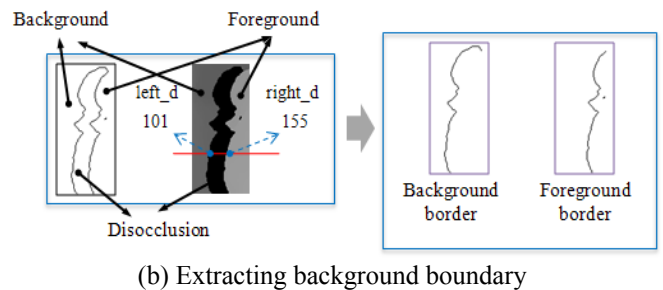 Background
Foreground
left_d
right_d
101
155
Disocclusion
Background
border
Foreground
border
(b) Extracting background boundary